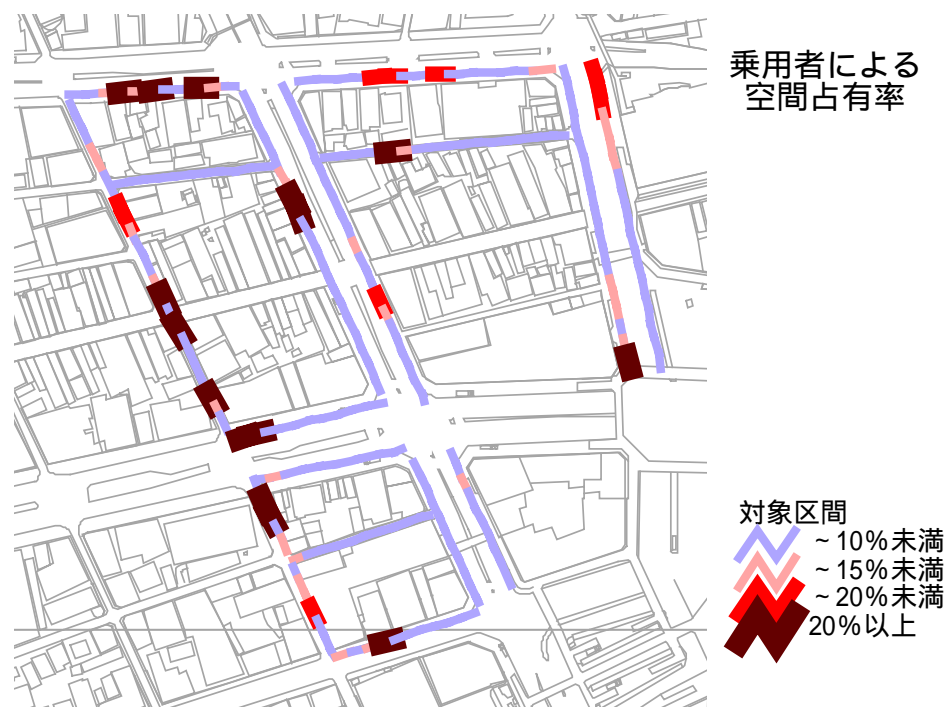 乗用者による
空間占有率
対象区間
~10%未満
~15%未満
~20%未満
20%以上